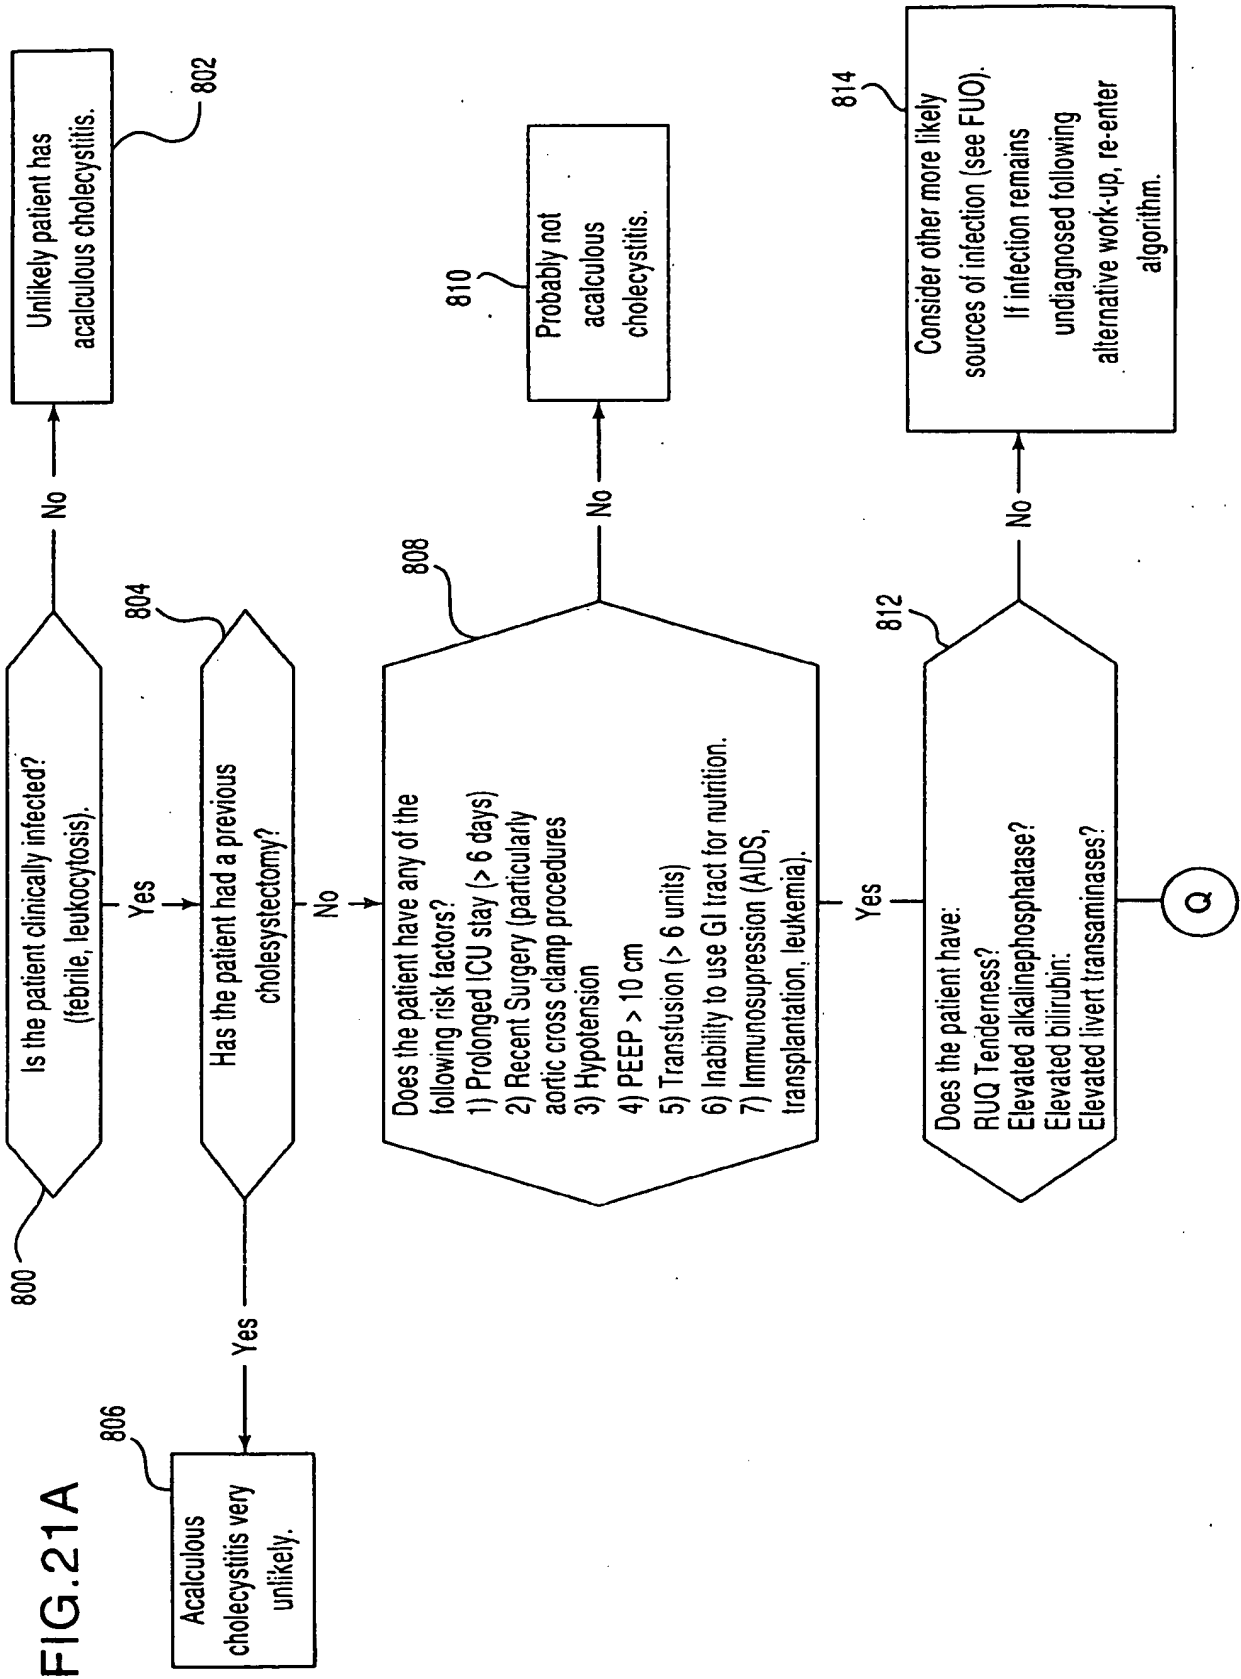 FIG.21A
800
Is the patient clinically infected?
(febrile, leukocytosis).
No
Unlikely patient has
acalculous cholecystitis.
802
Yes
804
Has the patient had a previous
cholesystectomy?
Yes
806
Acalculous
cholecystitis very
unlikely.
No
808
Does the patient have any of the
following risk factors?
1) Prolonged ICU stay (> 6 days)
2) Recent Surgery (particularly
aortic cross clamp procedures
3) Hypotension
4) PEEP > 10 cm
5) Transfusion (> 6 units)
6) Inability to use GI tract for nutrition.
7) Immunosupression (AIDS,
transplantation, leukemia).
No
810
Probably not
acalculous
cholecystitis.
Yes
812
Does the patient have:
RUQ Tenderness?
Elevated alkalinephosphatase?
Elevated bilirubin:
Elevated livert transaminases?
No
814
Consider other more likely
sources of infection (see FUO).
If infection remains
undiagnosed following
alternative work-up, re-enter
algorithm.
Q